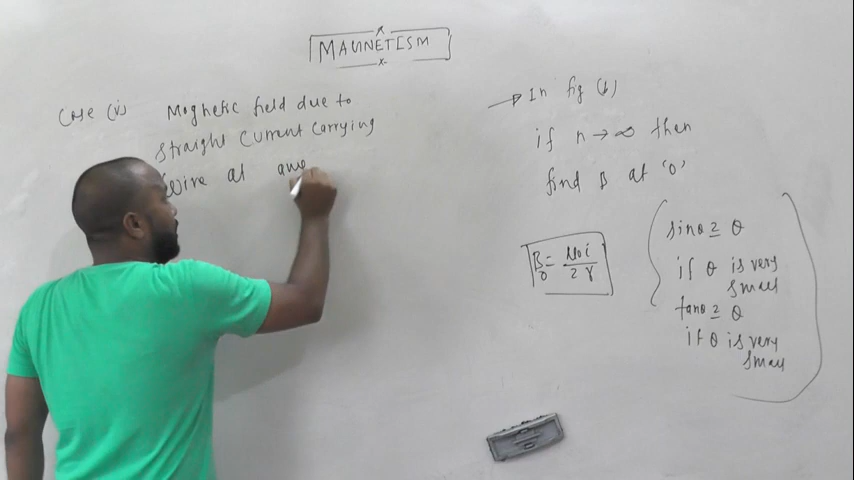 MAGNETISM
Case (v) Magnetic field due to
straight current carrying
wire at
In fig (b)
if n → ∞ then
find B at 'O'
B₀ = μ₀i / 2r
sinθ ≃ θ
if θ is very
small
tanθ ≃ θ
if θ is very
small